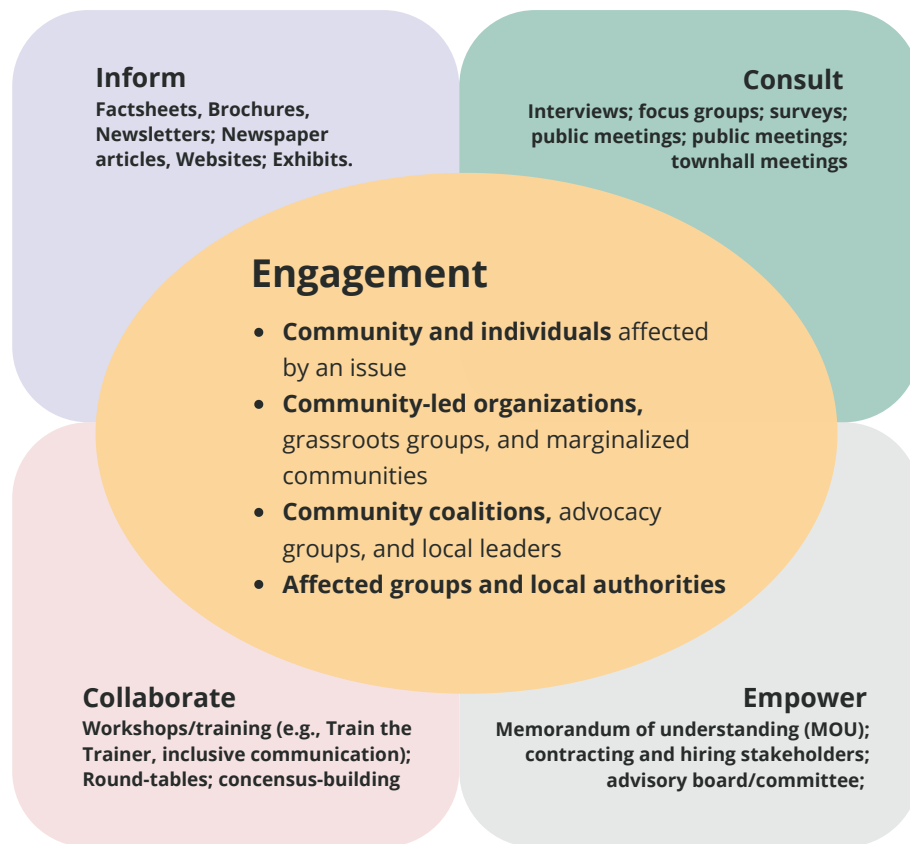 Inform
Factsheets, Brochures,
Newsletters; Newspaper
articles, Websites; Exhibits.
Consult
Interviews; focus groups; surveys;
public meetings; public meetings;
townhall meetings
Engagement
• Community and individuals affected
by an issue
• Community-led organizations,
grassroots groups, and marginalized
communities
• Community coalitions, advocacy
groups, and local leaders
• Affected groups and local authorities
Collaborate
Workshops/training (e.g., Train the
Trainer, inclusive communication);
Round-tables; concensus-building
Empower
Memorandum of understanding (MOU);
contracting and hiring stakeholders;
advisory board/committee;